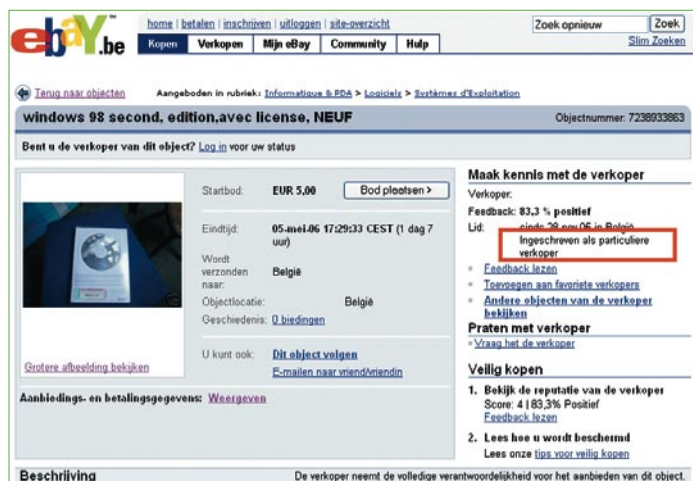 ebay.be
home | betalen | inschrijven | uitloggen | site-overzicht
Zoek opnieuw
Zoek
Kopen
Verkopen
Mijn eBay
Community
Hulp
Slim Zoeken
Terug naar objecten
Aangeboden in rubriek: Informatique & PDA > Logiciels > Systèmes d'Exploitation
windows 98 second, edition,avec license, NEUF
Objectnummer: 7238933863
Bent u de verkoper van dit object? Log in voor uw status
Startbod: EUR 5,00
Bod plaatsen >
Eindtijd: 05-mei-06 17:29:33 CEST (1 dag 7
uur)
Wordt
verzonden België
naar:
Objectlocatie: België
Geschiedenis: 0 biedingen
U kunt ook: Dit object volgen
E-mailen naar vriend/vriendin
Grotere afbeelding bekijken
Aanbiedings- en betalingsgegevens: Weergeven
Maak kennis met de verkoper
Verkoper:
Feedback: 83,3 % positief
Lid: sinds 28-nov-05 in België
Ingeschreven als particuliere
verkoper
Feedback lezen
Toevoegen aan favoriete verkopers
Andere objecten van de verkoper
bekijken
Praten met verkoper
Vraag het de verkoper
Veilig kopen
1. Bekijk de reputatie van de verkoper
Score: 4 | 83,3% Positief
Feedback lezen
2. Lees hoe u wordt beschermd
Lees onze tips voor veilig kopen
Beschrijving
De verkoper neemt de volledige verantwoordelijkheid voor het aanbieden van dit object.